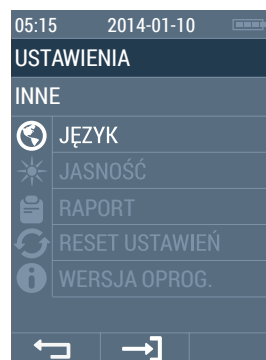 05:15 2014-01-10
USTAWIENIA
INNE
JĘZYK
JASNOŚĆ
RAPORT
RESET USTAWIEŃ
WERSJA OPROG.